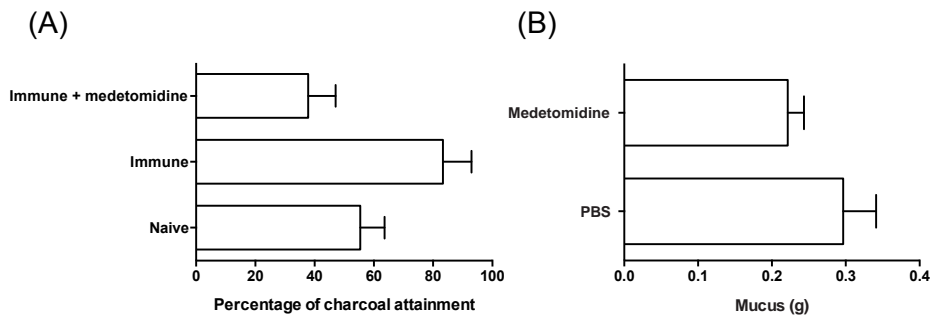 (A)
Immune + medetomidine
Immune
Naive
0 20 40 60 80 100
Percentage of charcoal attainment
(B)
Medetomidine
PBS
0.0 0.1 0.2 0.3 0.4
Mucus (g)